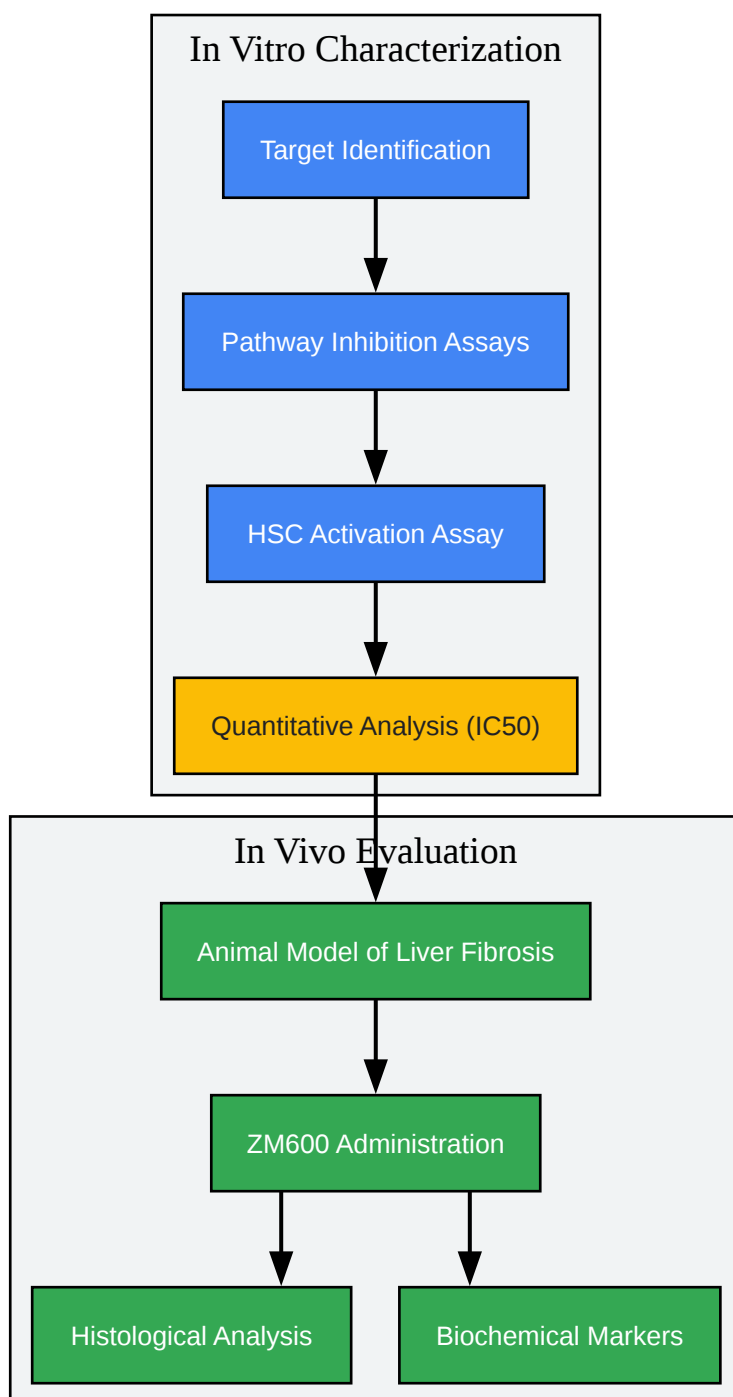 In Vitro Characterization
Target Identification
Pathway Inhibition Assays
HSC Activation Assay
Quantitative Analysis (IC50)
In Vivo Evaluation
Animal Model of Liver Fibrosis
ZM600 Administration
Histological Analysis
Biochemical Markers